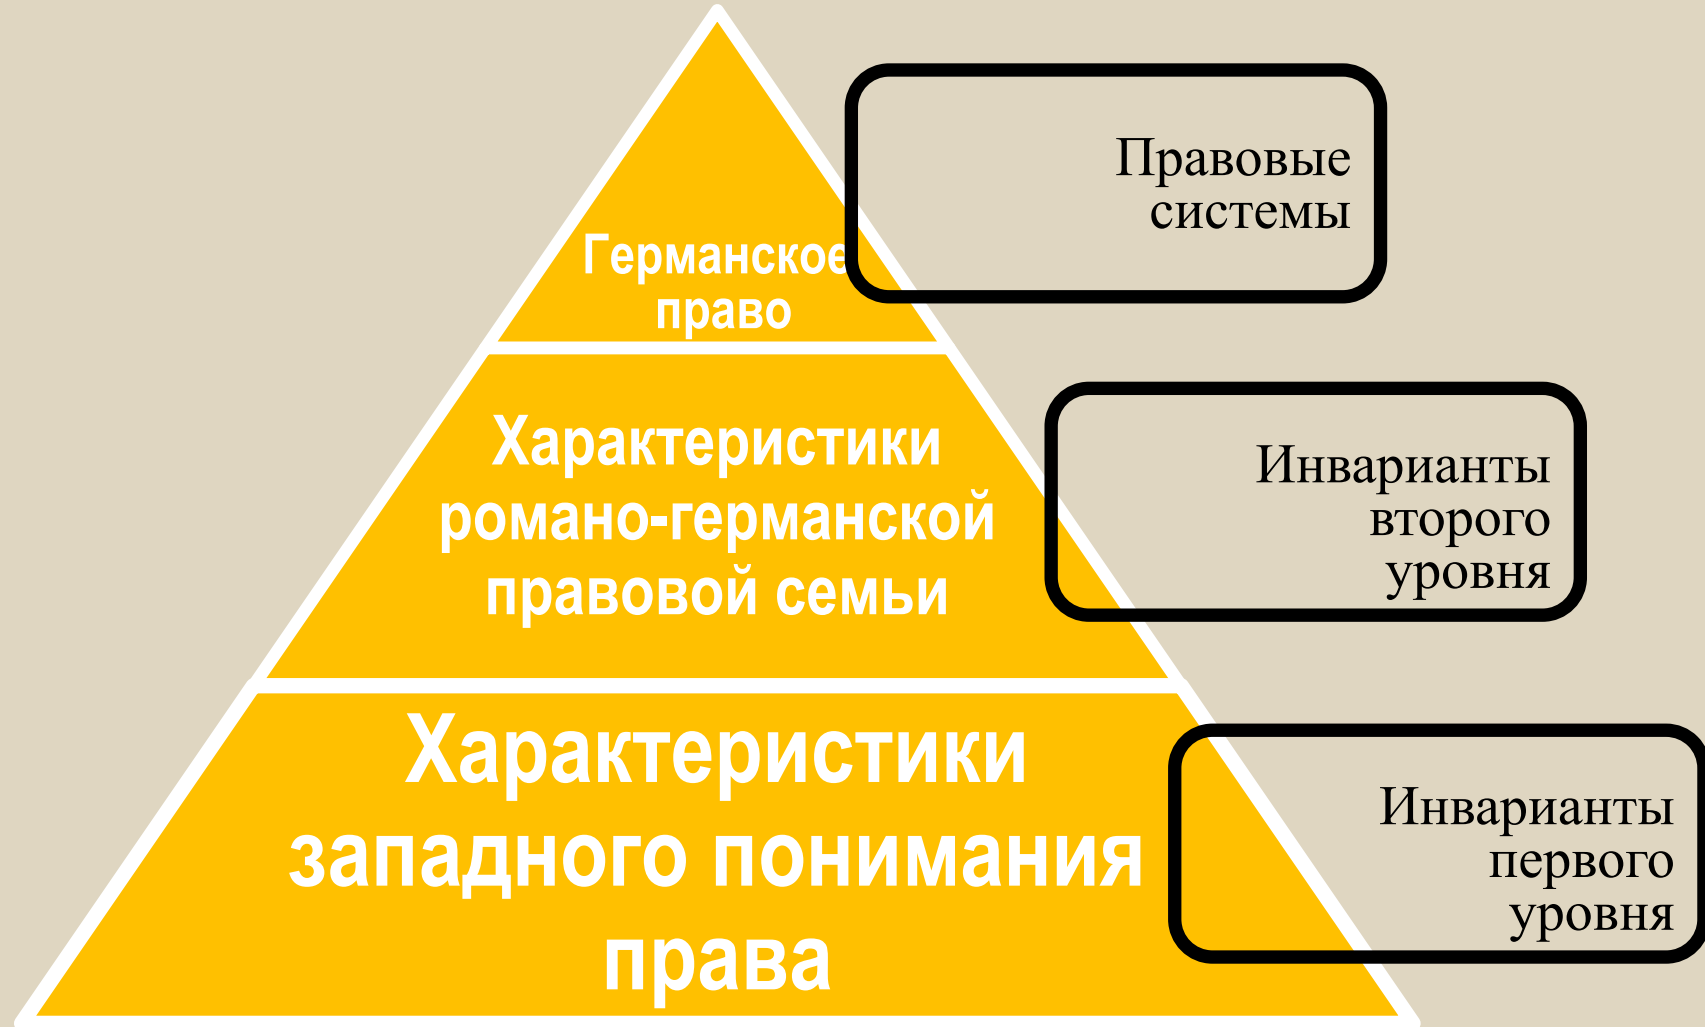 Правовые
системы
Германское
право
Характеристики
романо-германской
правовой семьи
Инварианты
второго
уровня
Характеристики
западного понимания
права
Инварианты
первого
уровня